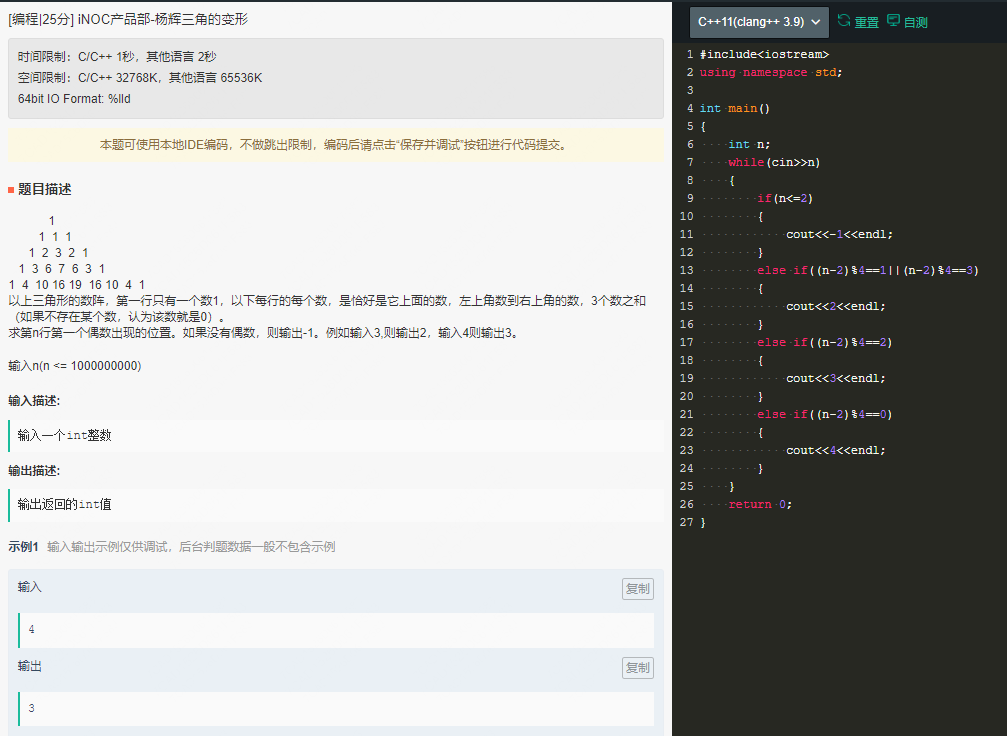 [编程|25分] iNOC产品部-杨辉三角的变形
时间限制：C/C++ 1秒，其他语言 2秒
空间限制：C/C++ 32768K，其他语言 65536K
64bit IO Format: %lld
本题可使用本地IDE编码，不做跳出限制，编码后请点击“保存并调试”按钮进行代码提交。
题目描述
1
1 1 1
1 2 3 2 1
1 3 6 7 6 3 1
1 4 10 16 19 16 10 4 1
以上三角形的数阵，第一行只有一个数1，以下每行的每个数，是恰好是它上面的数，左上角数到右上角的数，3个数之和
（如果不存在某个数，认为该数就是0）。
求第n行第一个偶数出现的位置。如果没有偶数，则输出-1。例如输入3,则输出2，输入4则输出3。
输入n(n <= 1000000000)
输入描述:
输入一个int整数
输出描述:
输出返回的int值
示例1 输入输出示例仅供调试，后台判题数据一般不包含示例
输入
复制
4
输出
复制
3
C++11(clang++ 3.9)
重置
自测
1 #include<iostream>
2 using namespace std;
3
4 int main()
5 {
6 int n;
7 while(cin>>n)
8 {
9 if(n<=2)
10 {
11 cout<<-1<<endl;
12 }
13 else if((n-2)%4==1||(n-2)%4==3)
14 {
15 cout<<2<<endl;
16 }
17 else if((n-2)%4==2)
18 {
19 cout<<3<<endl;
20 }
21 else if((n-2)%4==0)
22 {
23 cout<<4<<endl;
24 }
25 }
26 return 0;
27 }